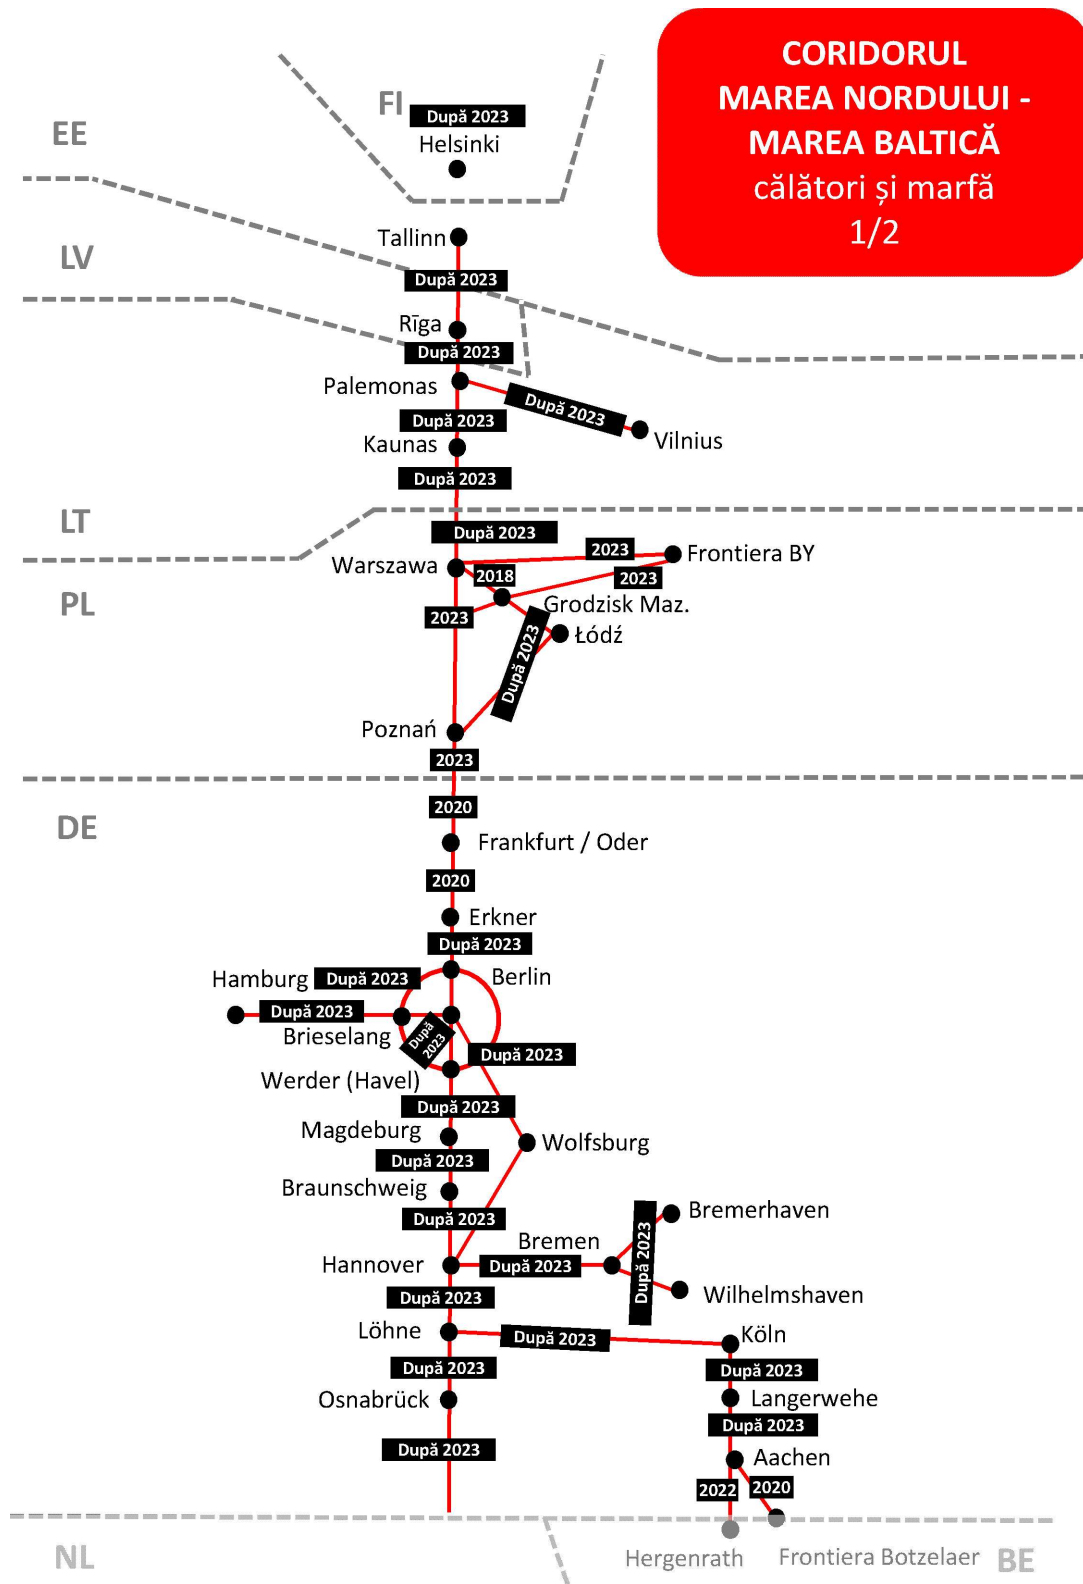 CORIDORUL
MAREA NORDULUI -
MAREA BALTICĂ
călători și marfă
1/2
FI
După 2023
Helsinki
EE
Tallinn
LV
După 2023
Rīga
După 2023
Palemonas
După 2023
Vilnius
După 2023
Kaunas
După 2023
LT
După 2023
Warszawa
2023
Frontiera BY
2018
2023
PL
Grodzisk Maz.
2023
Łódź
După 2023
Poznań
2023
2020
DE
Frankfurt / Oder
2020
Erkner
După 2023
Hamburg
După 2023
Berlin
După 2023
Brieselang
După
2023
După 2023
Werder (Havel)
După 2023
Magdeburg
Wolfsburg
După 2023
Braunschweig
După 2023
Bremerhaven
Bremen
După 2023
Hannover
După 2023
Wilhelmshaven
După 2023
Löhne
După 2023
Köln
După 2023
După 2023
Osnabrück
Langerwehe
După 2023
După 2023
Aachen
2022
2020
NL
Hergenrath
Frontiera Botzelaer
BE